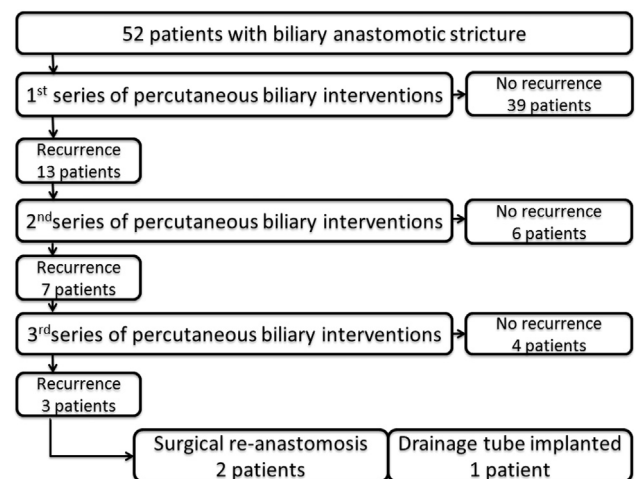 52 patients with biliary anastomotic stricture
1st series of percutaneous biliary interventions
No recurrence
39 patients
Recurrence
13 patients
2ndseries of percutaneous biliary interventions
No recurrence
6 patients
Recurrence
7 patients
3rdseries of percutaneous biliary interventions
No recurrence
4 patients
Recurrence
3 patients
Surgical re-anastomosis
2 patients
Drainage tube implanted
1 patient